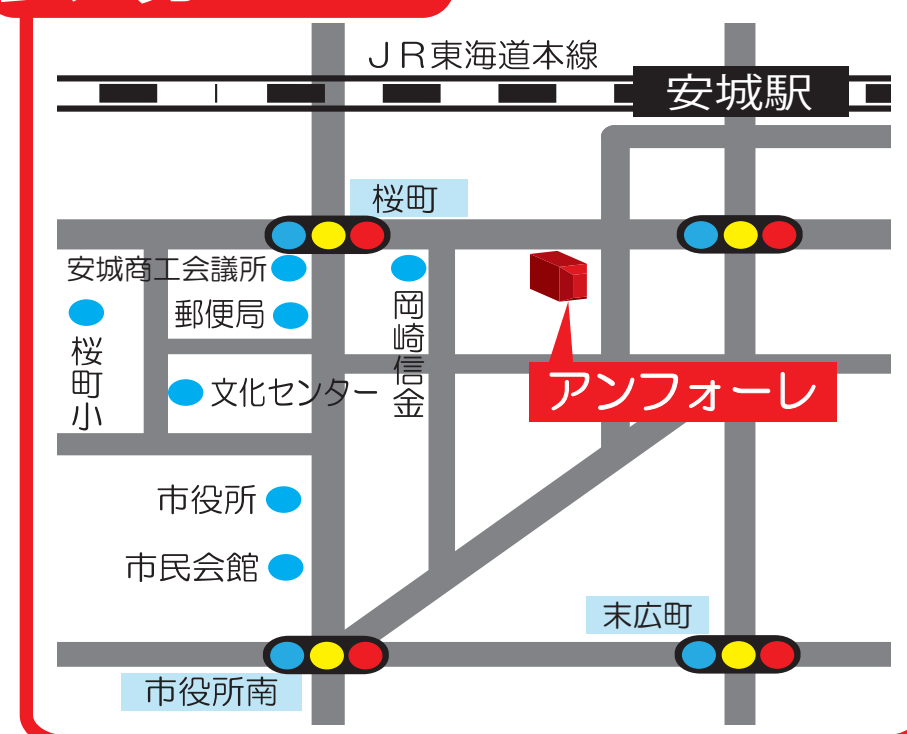 ＪＲ東海道本線
安城駅
桜町
安城商工会議所
郵便局
岡崎信金
桜町小
文化センター
アンフォーレ
市役所
市民会館
末広町
市役所南